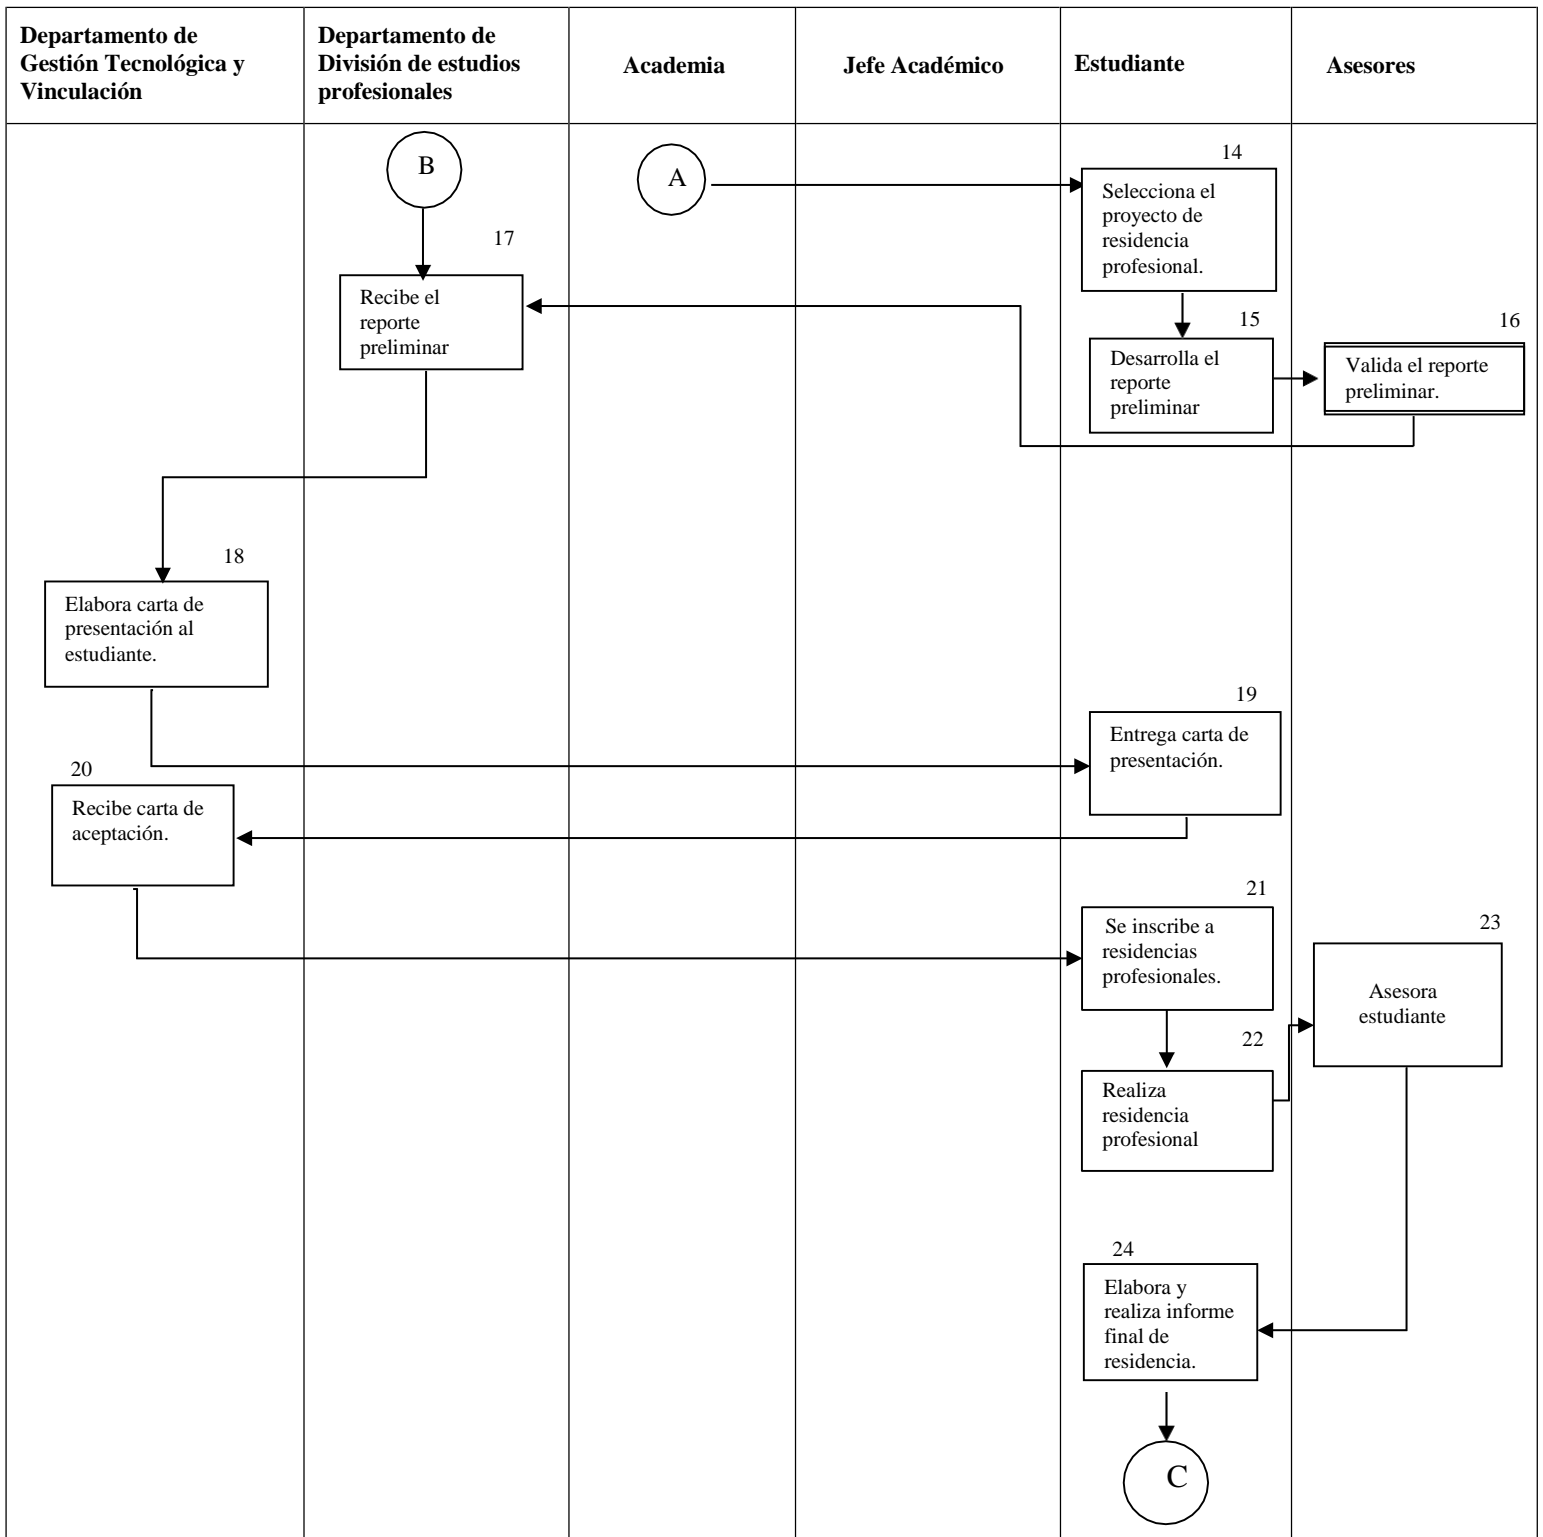 Departamento de
Gestión Tecnológica y
Vinculación
Departamento de
División de estudios
profesionales
Academia
Jefe Académico
Estudiante
Asesores
B
A
14
Selecciona el
proyecto de
residencia
profesional.
17
Recibe el
reporte
preliminar
15
Desarrolla el
reporte
preliminar
16
Valida el reporte
preliminar.
18
Elabora carta de
presentación al
estudiante.
19
Entrega carta de
presentación.
20
Recibe carta de
aceptación.
21
Se inscribe a
residencias
profesionales.
22
Realiza
residencia
profesional
23
Asesora
estudiante
24
Elabora y
realiza informe
final de
residencia.
C